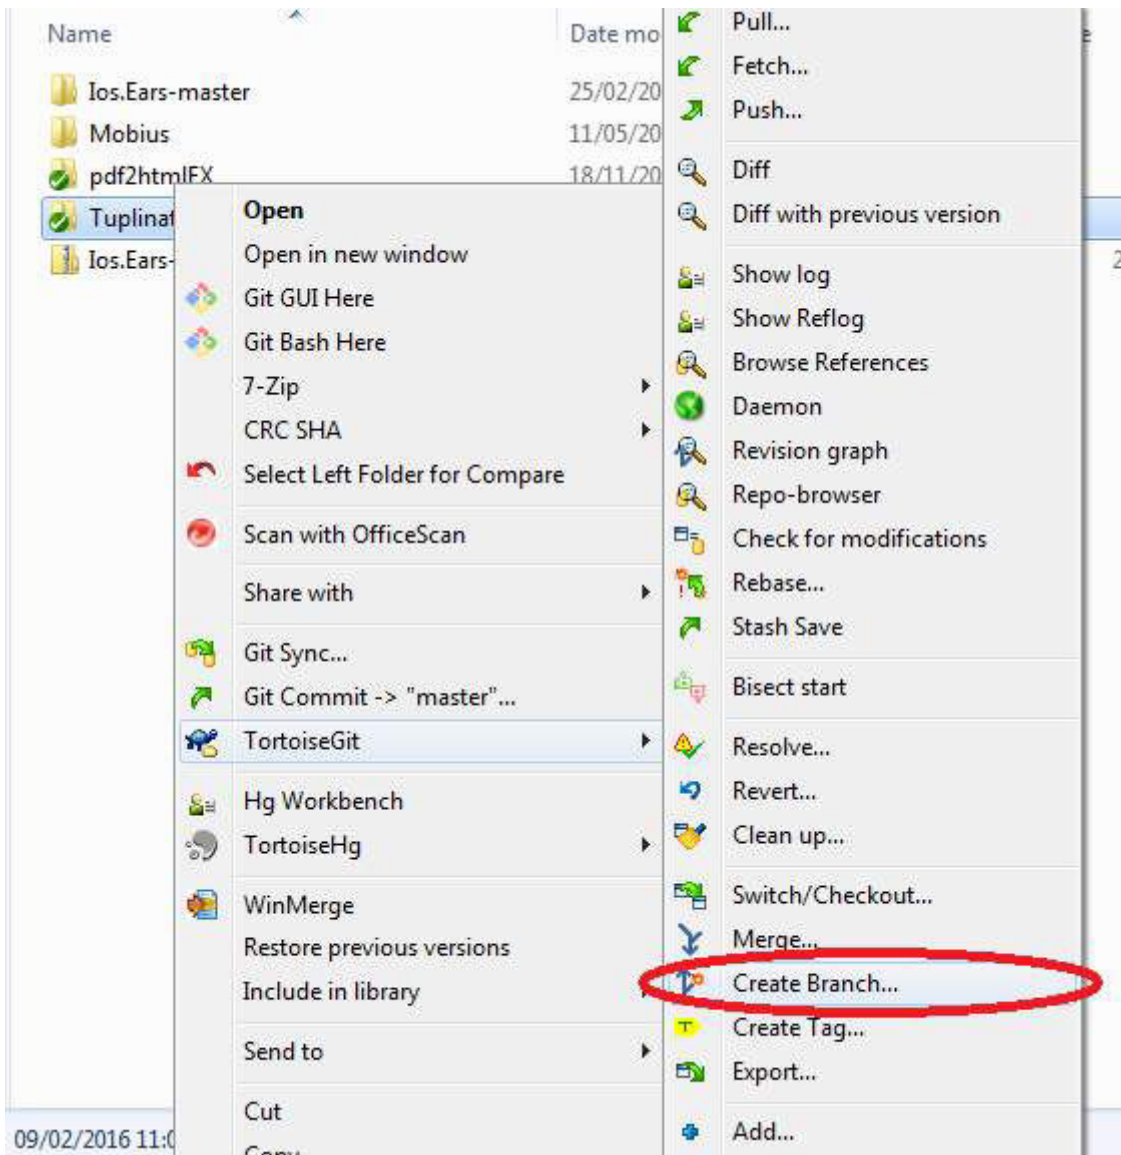 Name
Date mo
Ios.Ears-master
25/02/20
Mobius
11/05/20
pdf2htmlEX
18/11/20
Tuplinat
Ios.Ears-
2
Open
Open in new window
Git GUI Here
Git Bash Here
7-Zip
CRC SHA
Select Left Folder for Compare
Scan with OfficeScan
Share with
Git Sync...
Git Commit -> "master"...
TortoiseGit
Hg Workbench
TortoiseHg
WinMerge
Restore previous versions
Include in library
Send to
Cut
Copy
Pull...
Fetch...
Push...
Diff
Diff with previous version
Show log
Show Reflog
Browse References
Daemon
Revision graph
Repo-browser
Check for modifications
Rebase...
Stash Save
Bisect start
Resolve...
Revert...
Clean up...
Switch/Checkout...
Merge...
Create Branch...
Create Tag...
Export...
Add...
09/02/2016 11:0